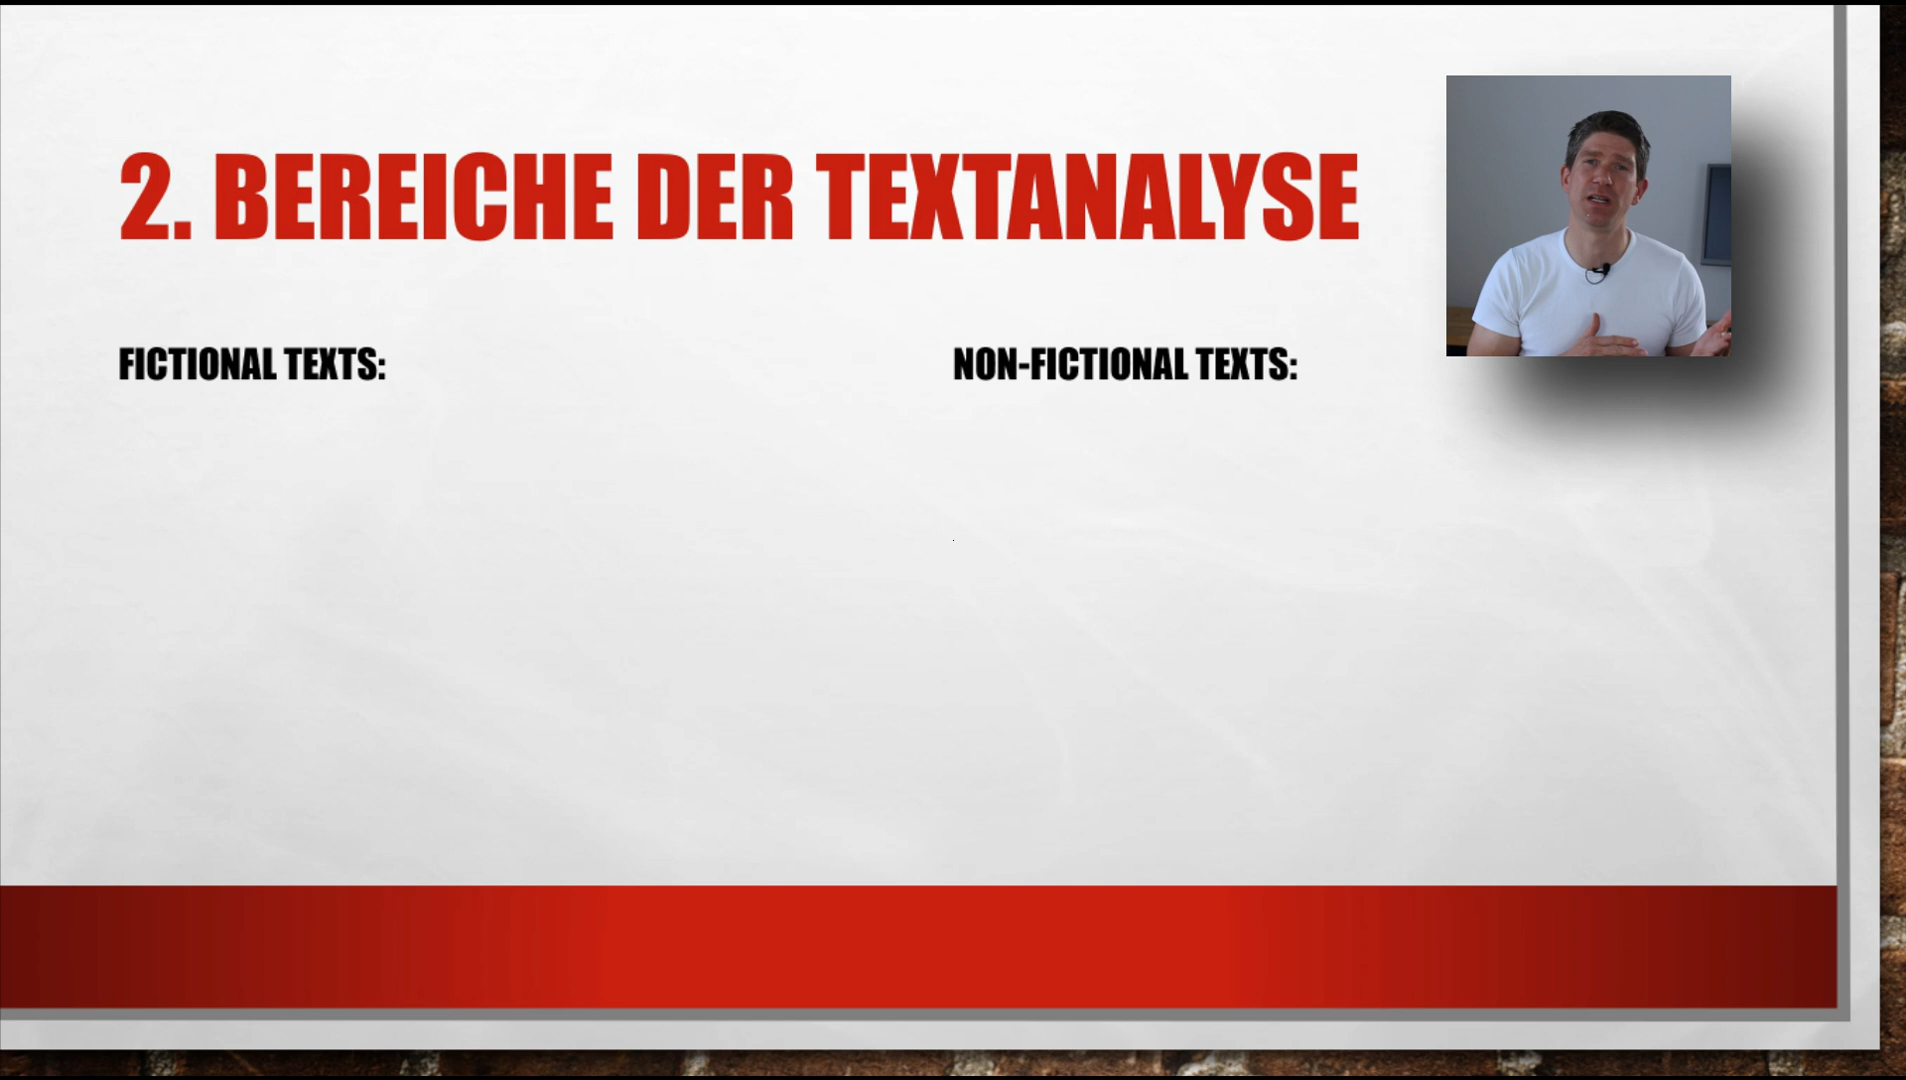 2. BEREICHE DER TEXTANALYSE
FICTIONAL TEXTS:
NON-FICTIONAL TEXTS: